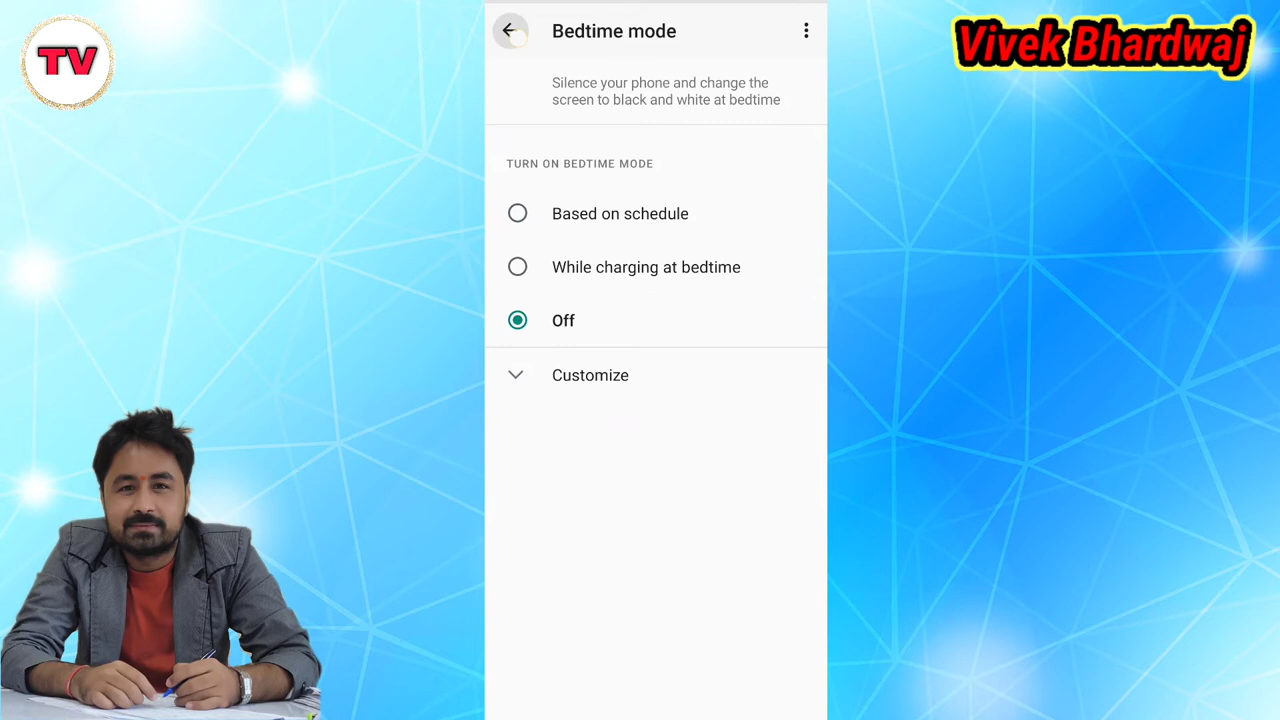 TV
Vivek Bhardwaj
Bedtime mode
Silence your phone and change the
screen to black and white at bedtime
TURN ON BEDTIME MODE
Based on schedule
While charging at bedtime
Off
Customize